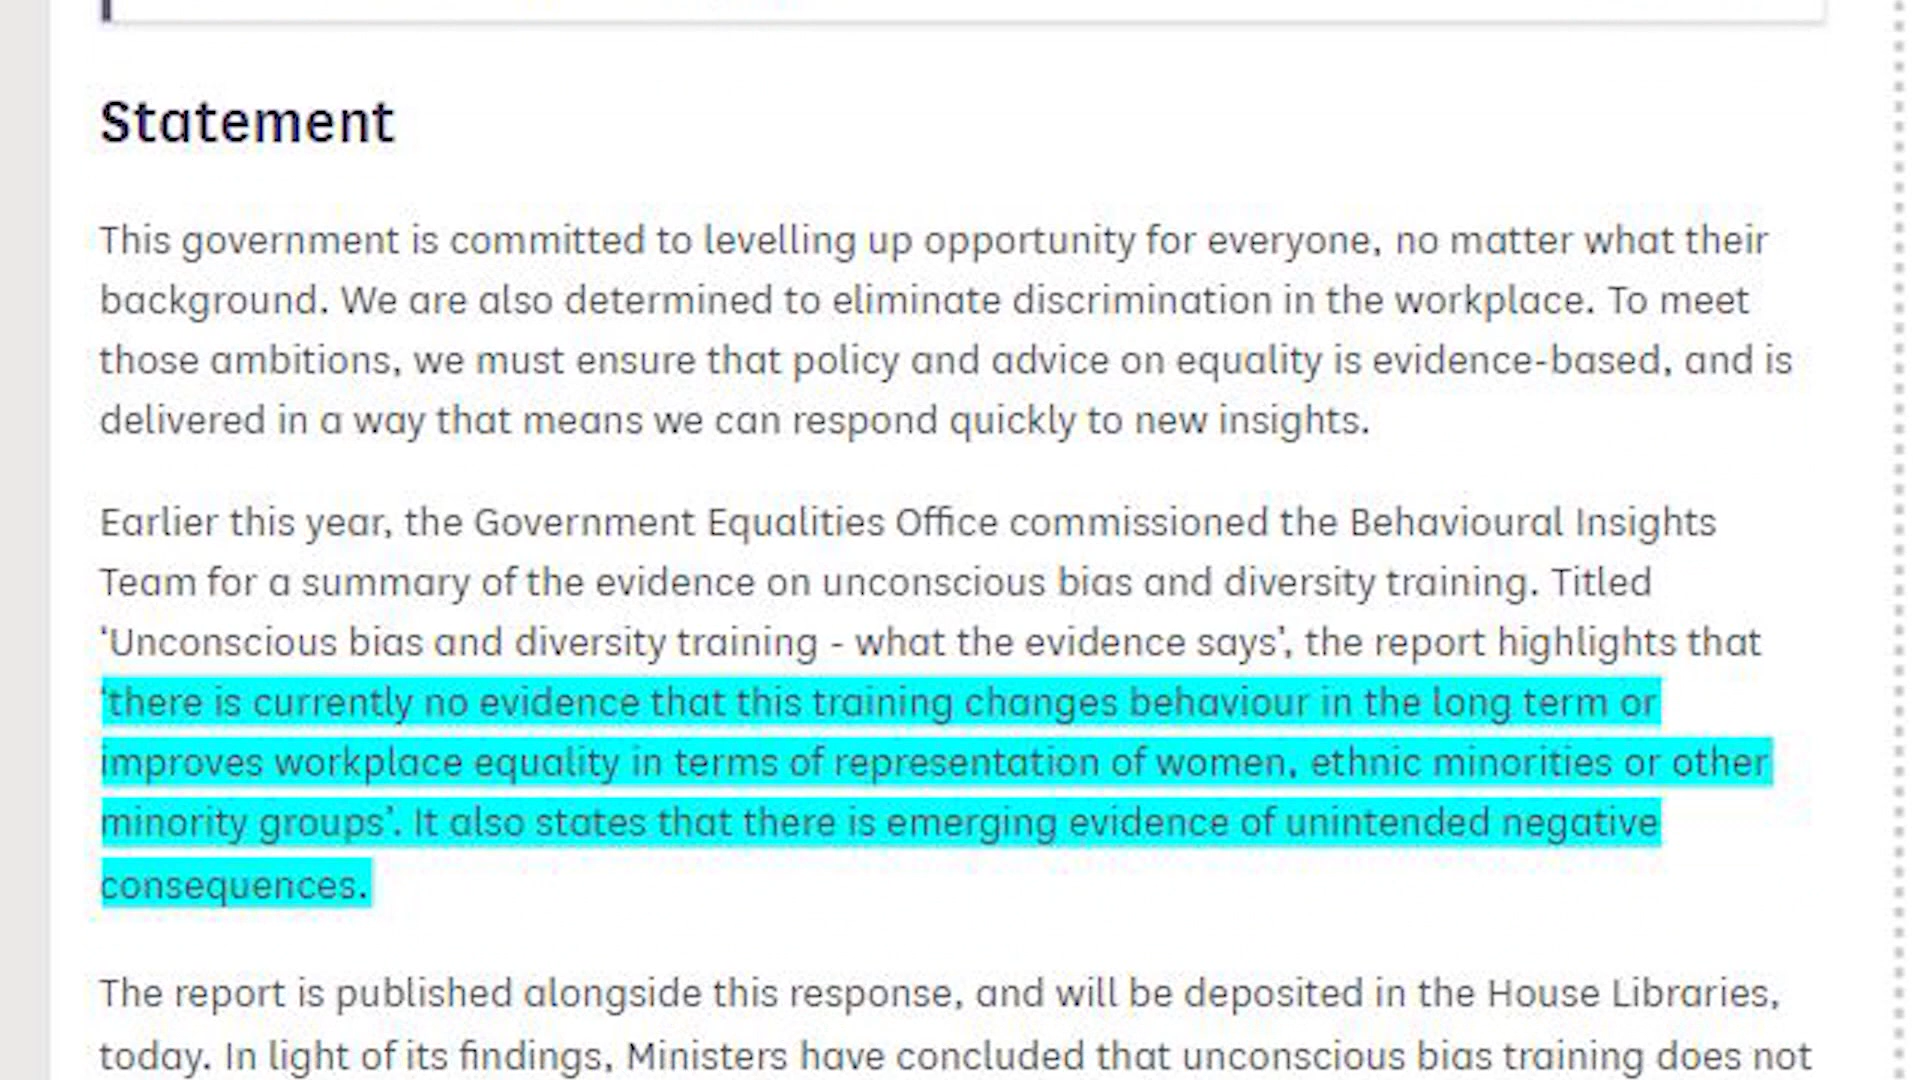 Statement
This government is committed to levelling up opportunity for everyone, no matter what their
background. We are also determined to eliminate discrimination in the workplace. To meet
those ambitions, we must ensure that policy and advice on equality is evidence-based, and is
delivered in a way that means we can respond quickly to new insights.
Earlier this year, the Government Equalities Office commissioned the Behavioural Insights
Team for a summary of the evidence on unconscious bias and diversity training. Titled
‘Unconscious bias and diversity training - what the evidence says’, the report highlights that
‘there is currently no evidence that this training changes behaviour in the long term or
improves workplace equality in terms of representation of women, ethnic minorities or other
minority groups’. It also states that there is emerging evidence of unintended negative
consequences.
The report is published alongside this response, and will be deposited in the House Libraries,
today. In light of its findings, Ministers have concluded that unconscious bias training does not